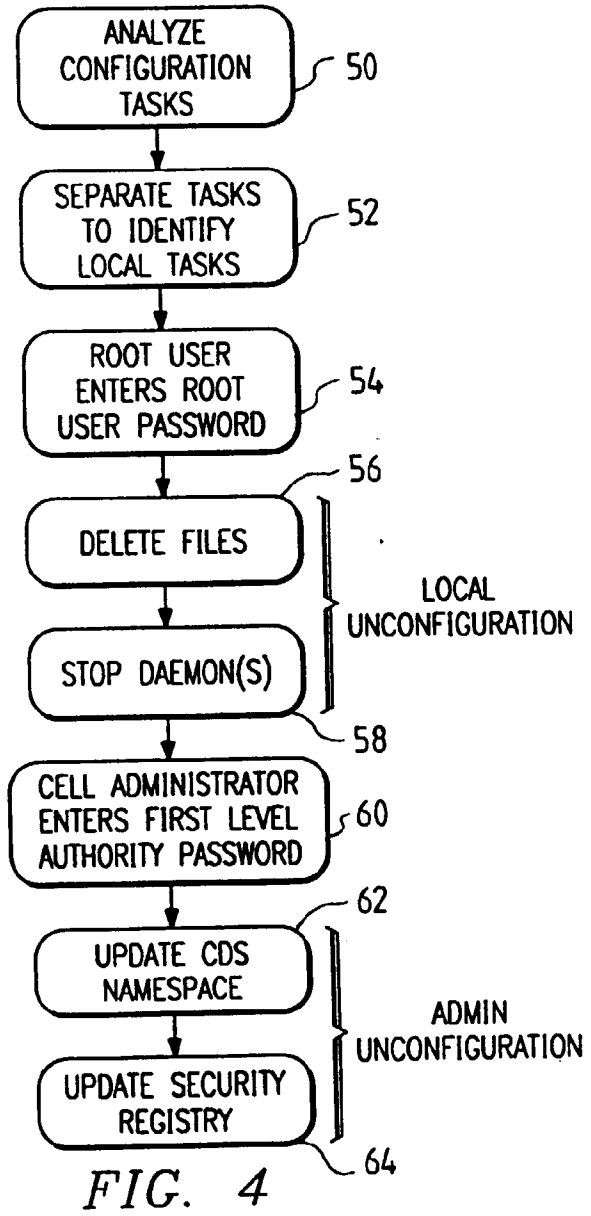 ANALYZE
CONFIGURATION
TASKS
50
SEPARATE TASKS
TO IDENTIFY
LOCAL TASKS
52
ROOT USER
ENTERS ROOT
USER PASSWORD
54
56
DELETE FILES
STOP DAEMON(S)
58
LOCAL
UNCONFIGURATION
CELL ADMINISTRATOR
ENTERS FIRST LEVEL
AUTHORITY PASSWORD
60
62
UPDATE CDS
NAMESPACE
UPDATE SECURITY
REGISTRY
64
ADMIN
UNCONFIGURATION
FIG. 4